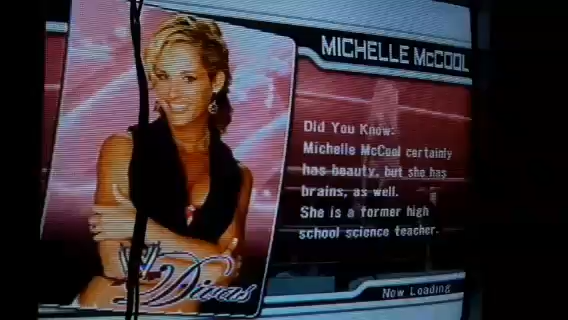 MICHELLE McCOOL
Did You Know:
Michelle McCool certainly
has beauty, but she has
brains, as well.
She is a former high
school science teacher.
W
Divas
Now Loading